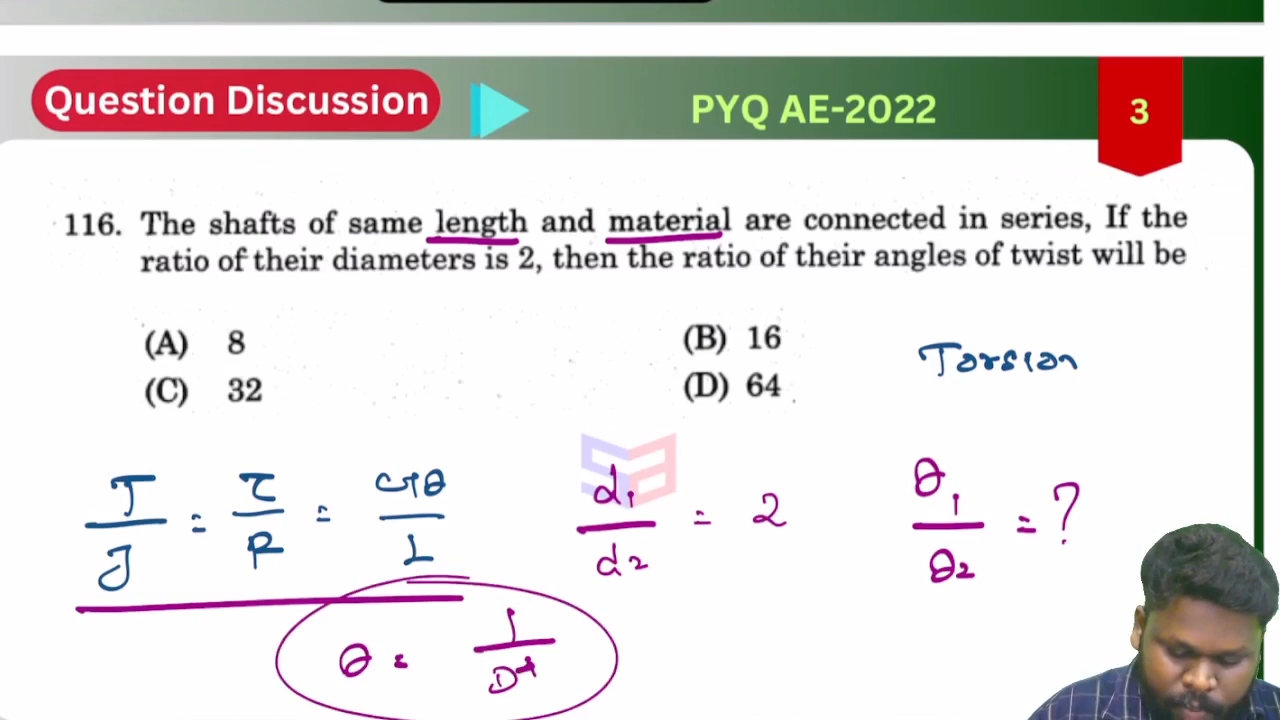 Question Discussion
PYQ AE-2022
3
116. The shafts of same length and material are connected in series, If the
ratio of their diameters is 2, then the ratio of their angles of twist will be
(A) 8
(B) 16
(C) 32
(D) 64
Torsion
T/J = τ/R = Gθ/L
d1/d2 = 2
θ1/θ2 = ?
θ = 1/D4